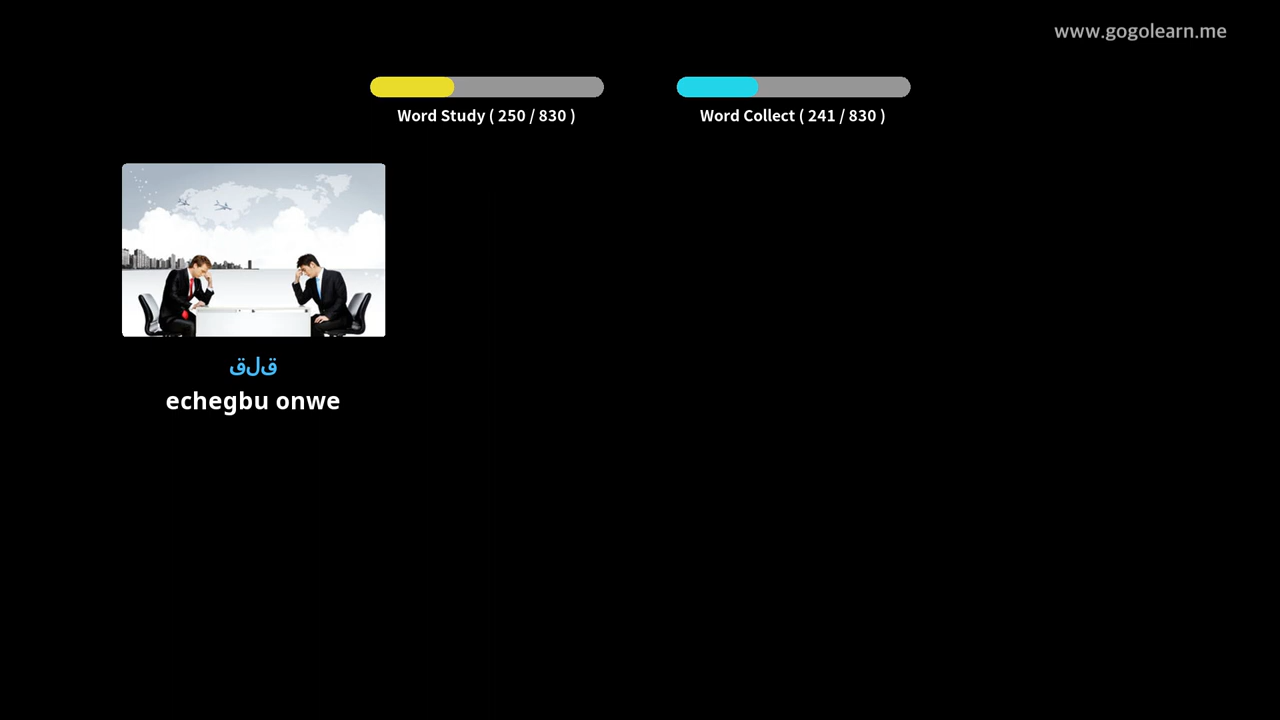 www.gogolearn.me
Word Study ( 250 / 830 )
Word Collect ( 241 / 830 )
قلق
echegbu onwe